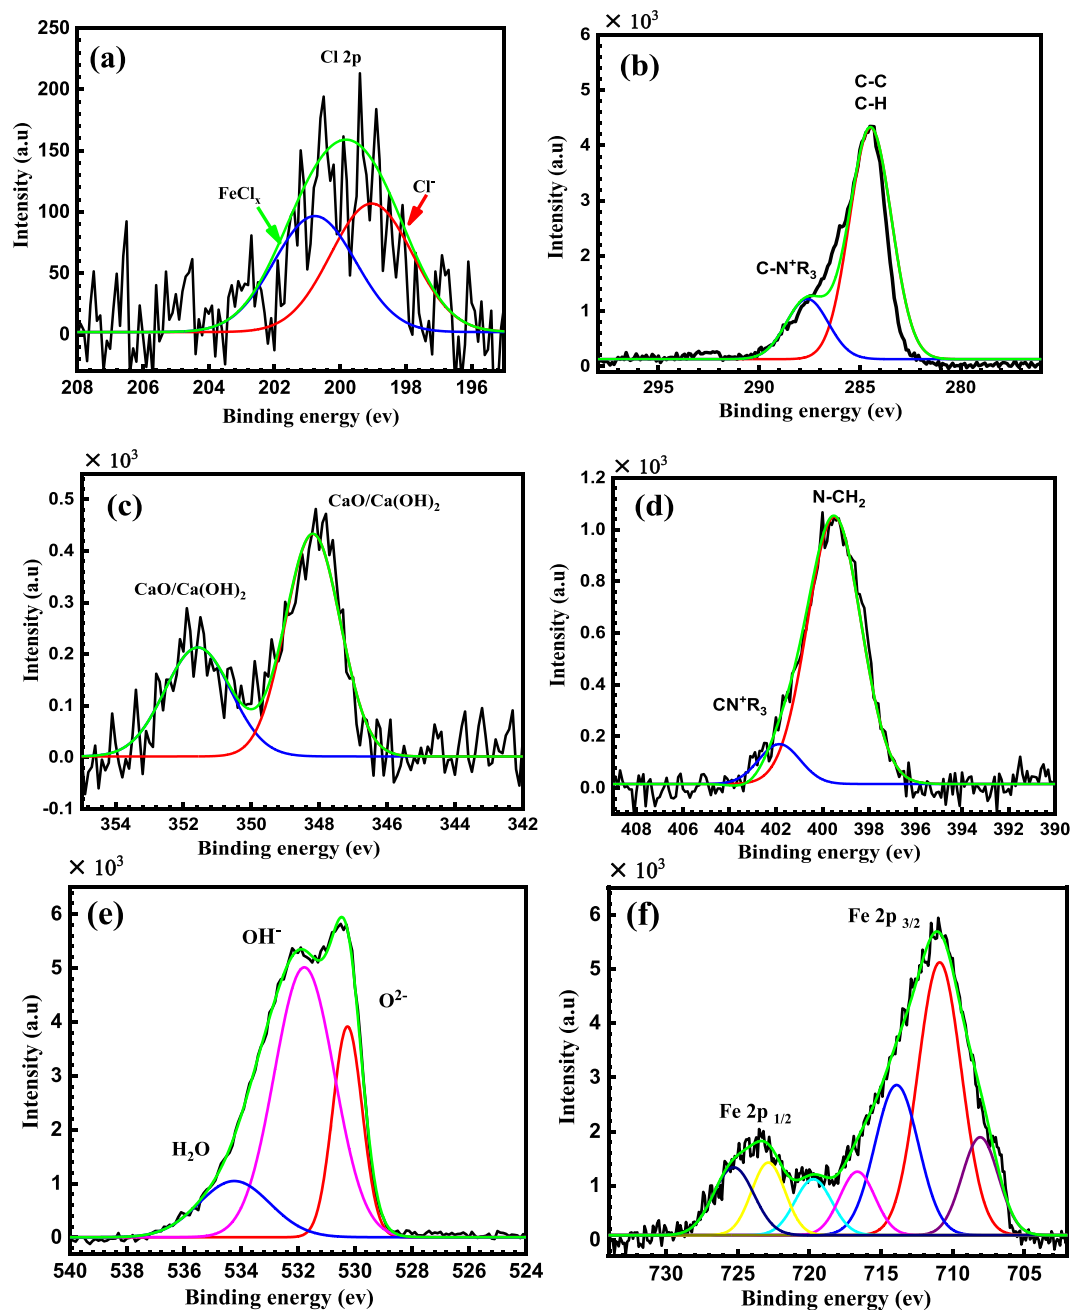 (a)
250
200
150
100
50
0
Intensity (a.u)
Cl 2p
FeClₓ
Cl⁻
208 206 204 202 200 198 196
Binding energy (ev)
× 10³
(b)
6
5
4
3
2
1
0
Intensity (a.u)
C-C
C-H
C-N⁺R₃
295 290 285 280
Binding energy (ev)
× 10³
(c)
0.5
0.4
0.3
0.2
0.1
0.0
-0.1
Intensity (a.u)
CaO/Ca(OH)₂
CaO/Ca(OH)₂
354 352 350 348 346 344 342
Binding energy (ev)
× 10³
(d)
1.2
1.0
0.8
0.6
0.4
0.2
0.0
Intensity (a.u)
N-CH₂
CN⁺R₃
408 406 404 402 400 398 396 394 392 390
Binding energy (ev)
× 10³
(e)
6
5
4
3
2
1
0
Intensity (a.u)
OH⁻
O²⁻
H₂O
540 538 536 534 532 530 528 526 524
Binding energy (ev)
× 10³
(f)
6
5
4
3
2
1
0
Intensity (a.u)
Fe 2p ₃/₂
Fe 2p ₁/₂
730 725 720 715 710 705
Binding energy (ev)